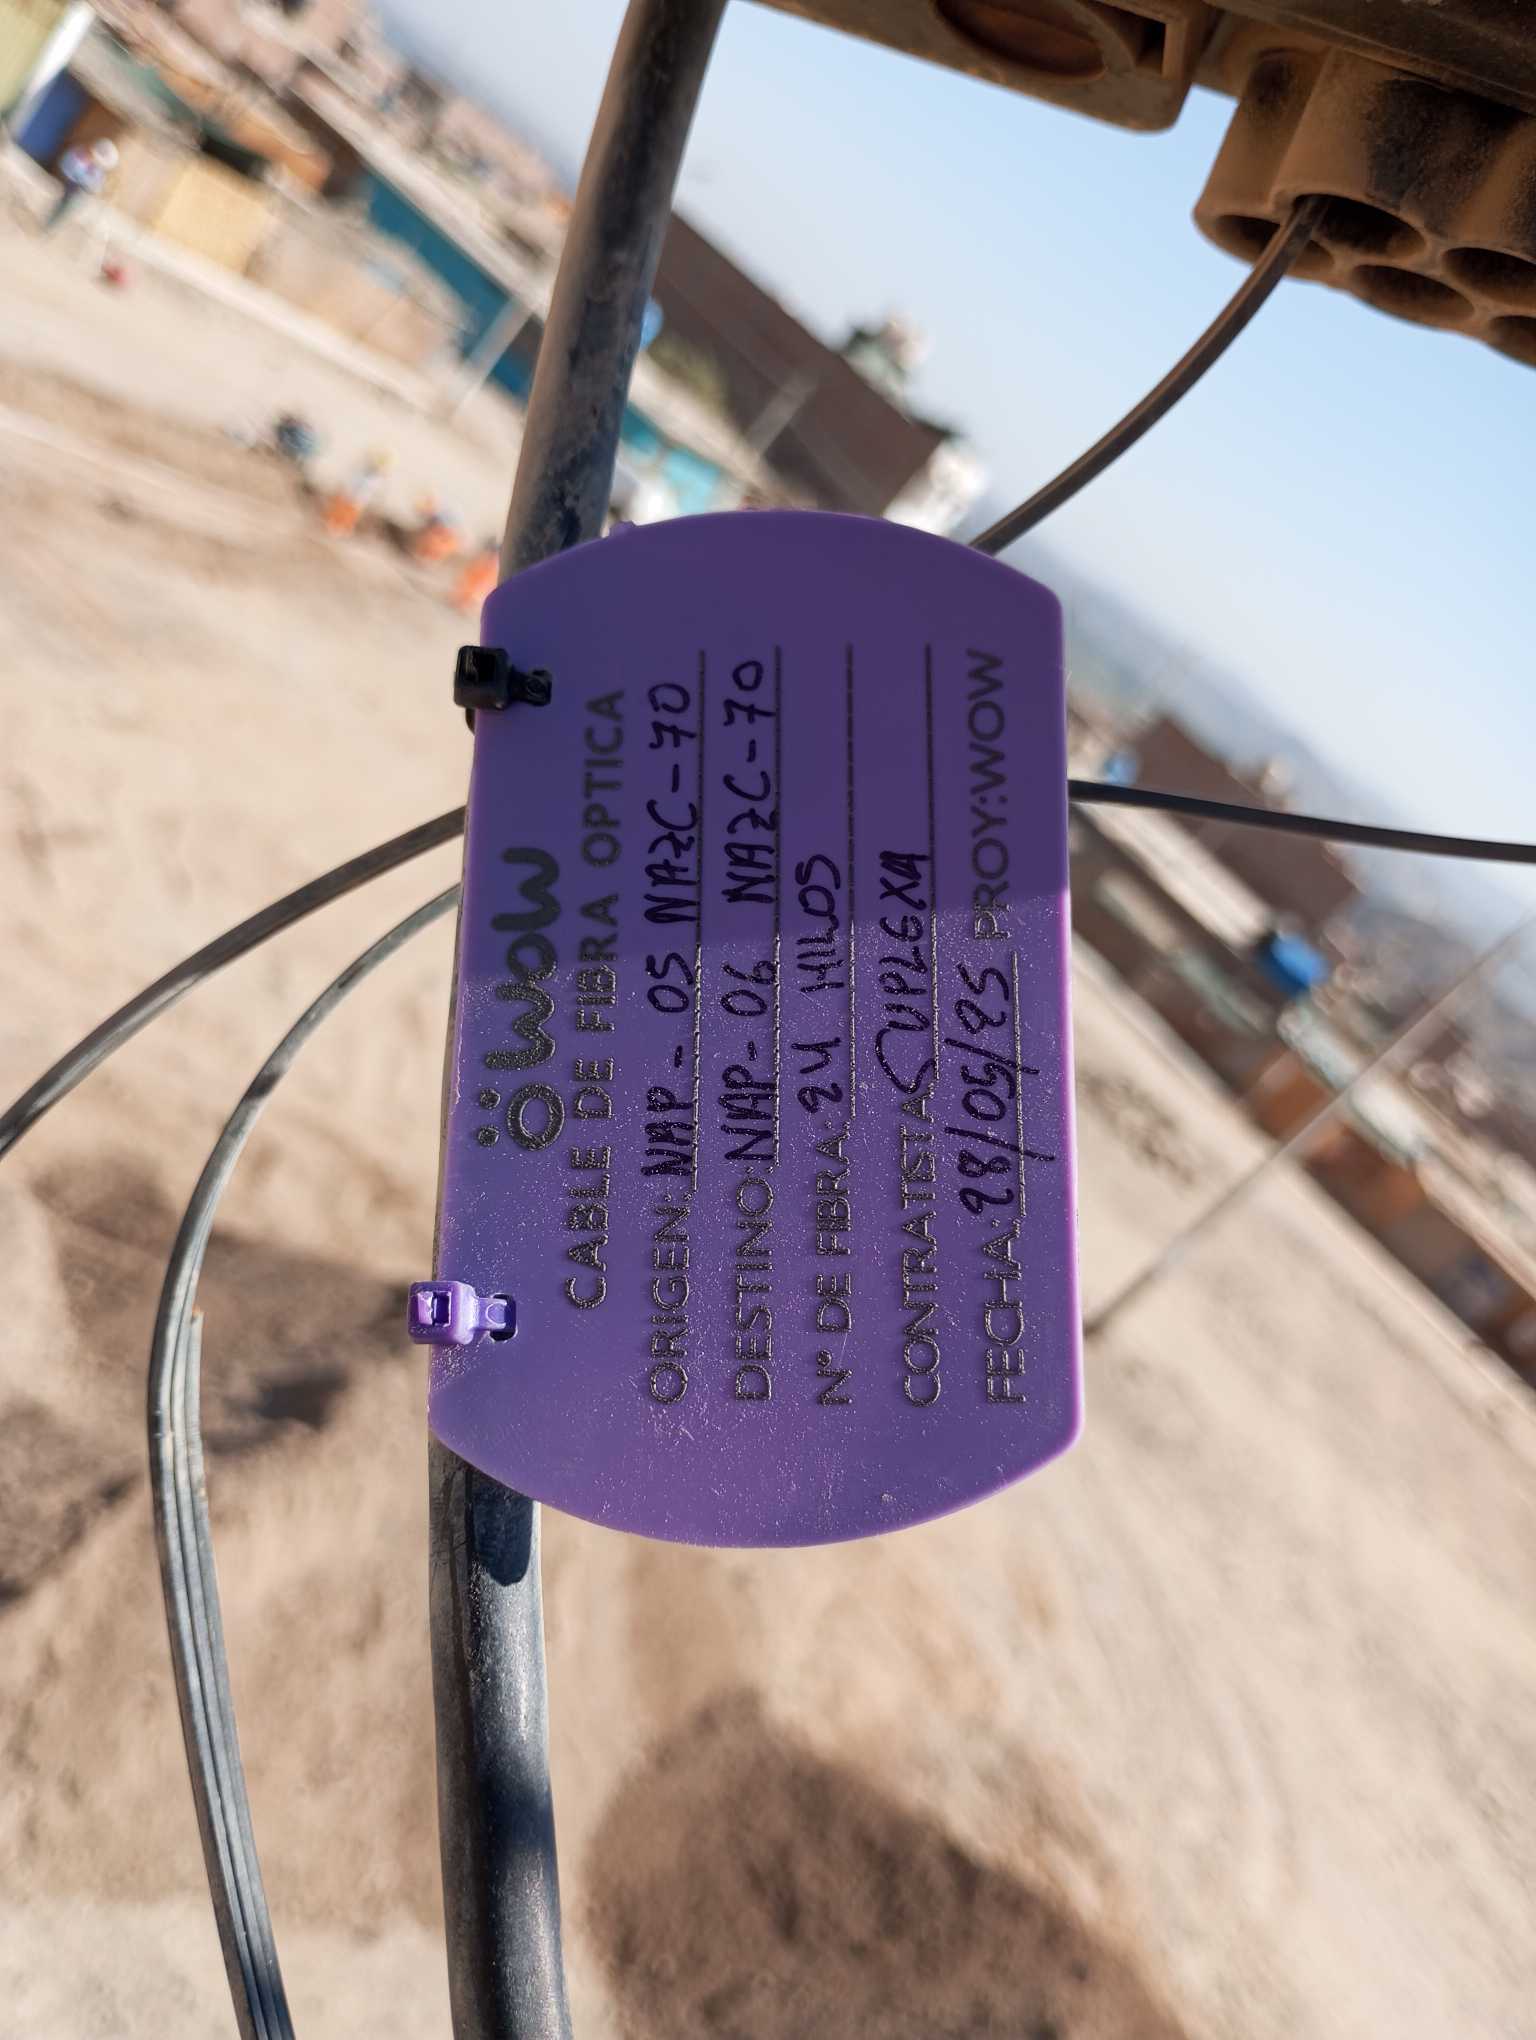 wow
CABLE DE FIBRA OPTICA
ORIGEN: NAP - 05 NAZC-70
DESTINO: NAP- 06 NAZC-70
N° DE FIBRA: 24 HILOS
CONTRATISTA: SUPLEXA
FECHA: 28/05/25 PROY:WOW